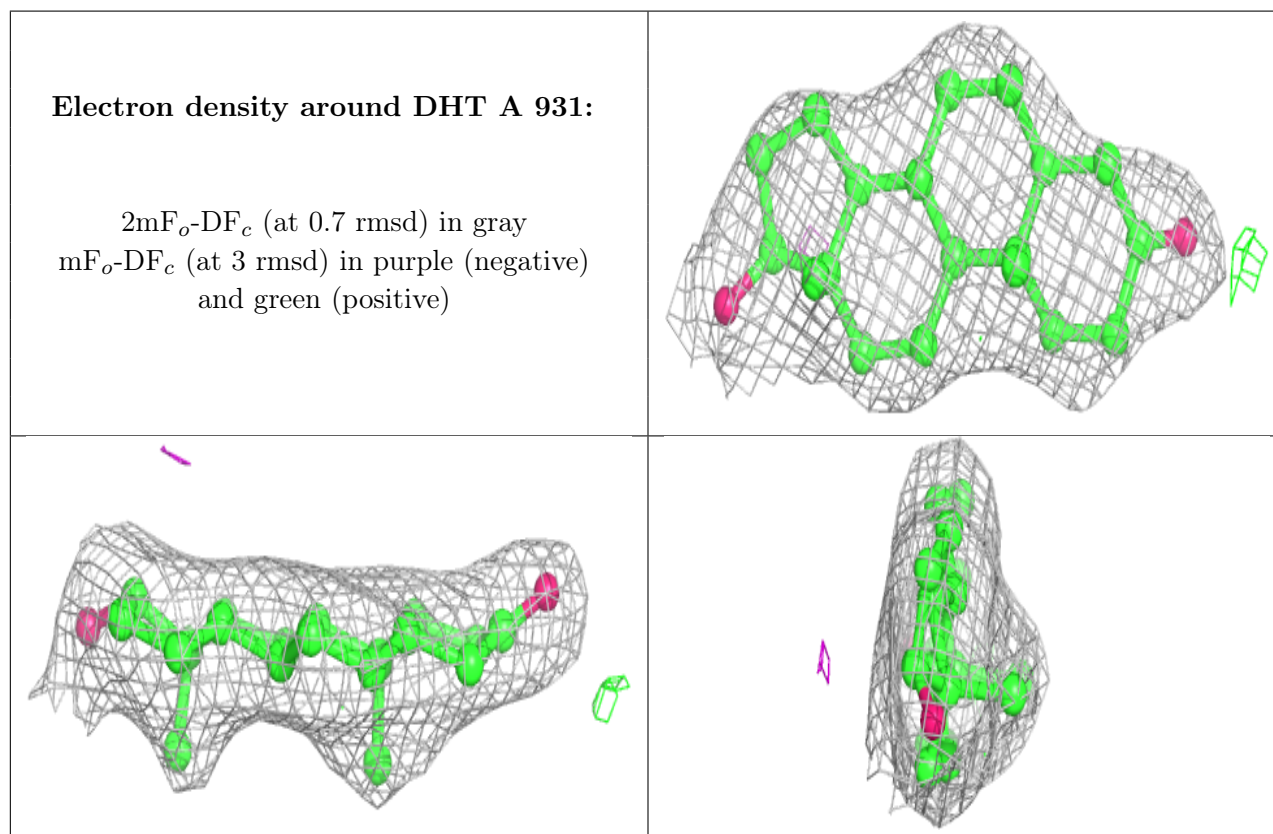 Electron density around DHT A 931:
2mFo-DFc (at 0.7 rmsd) in gray
mFo-DFc (at 3 rmsd) in purple (negative)
and green (positive)